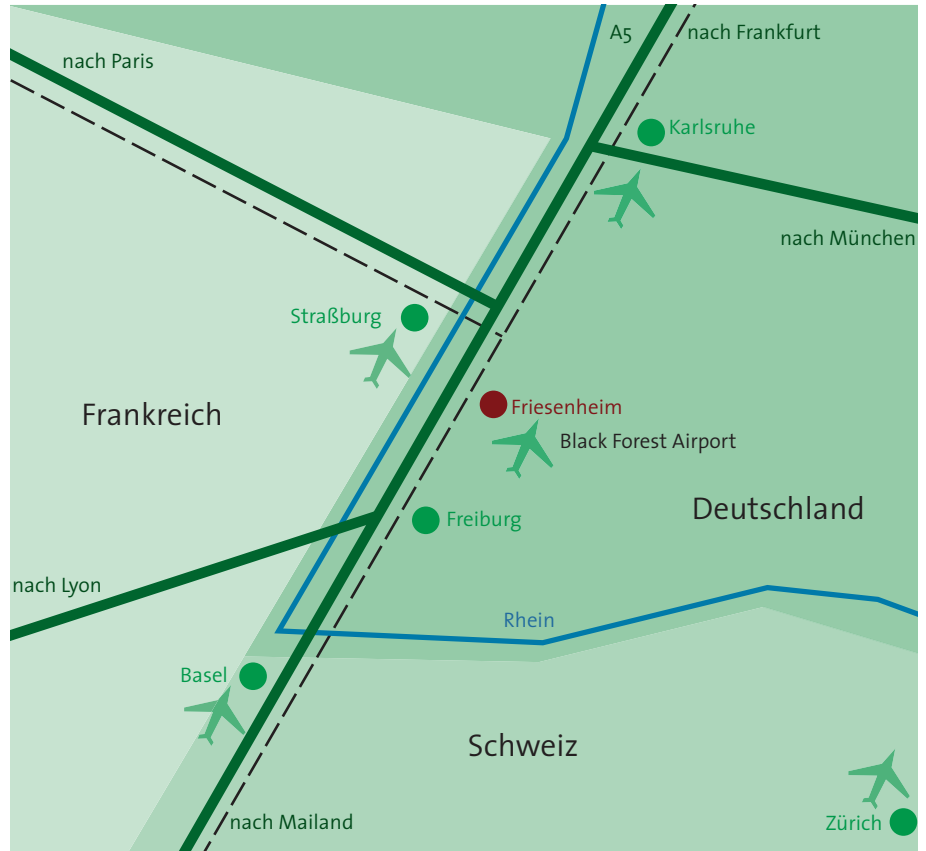 A5
nach Frankfurt
nach Paris
Karlsruhe
nach München
Straßburg
Friesenheim
Frankreich
Black Forest Airport
Deutschland
Freiburg
nach Lyon
Rhein
Basel
Schweiz
nach Mailand
Zürich